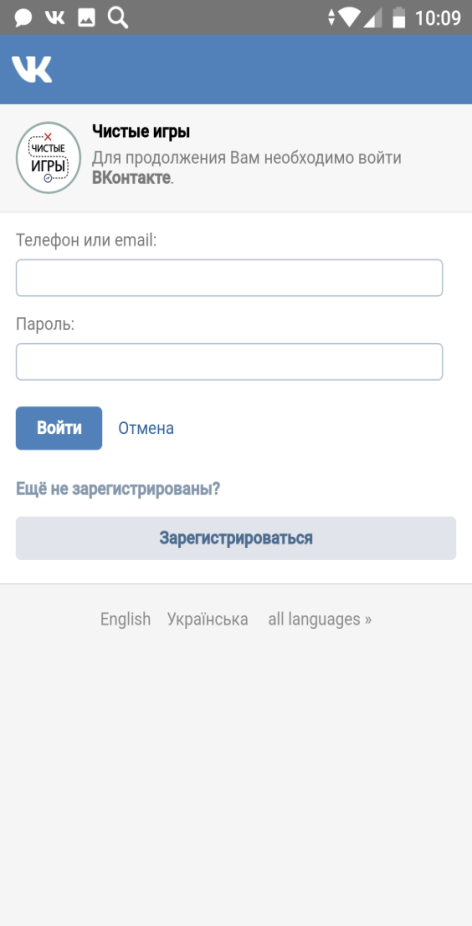 10:09
Чистые игры
ЧИСТЫЕ
ИГРЫ
Для продолжения Вам необходимо войти
ВКонтакте.
Телефон или email:
Пароль:
Войти Отмена
Ещё не зарегистрированы?
Зарегистрироваться
English Українська all languages »